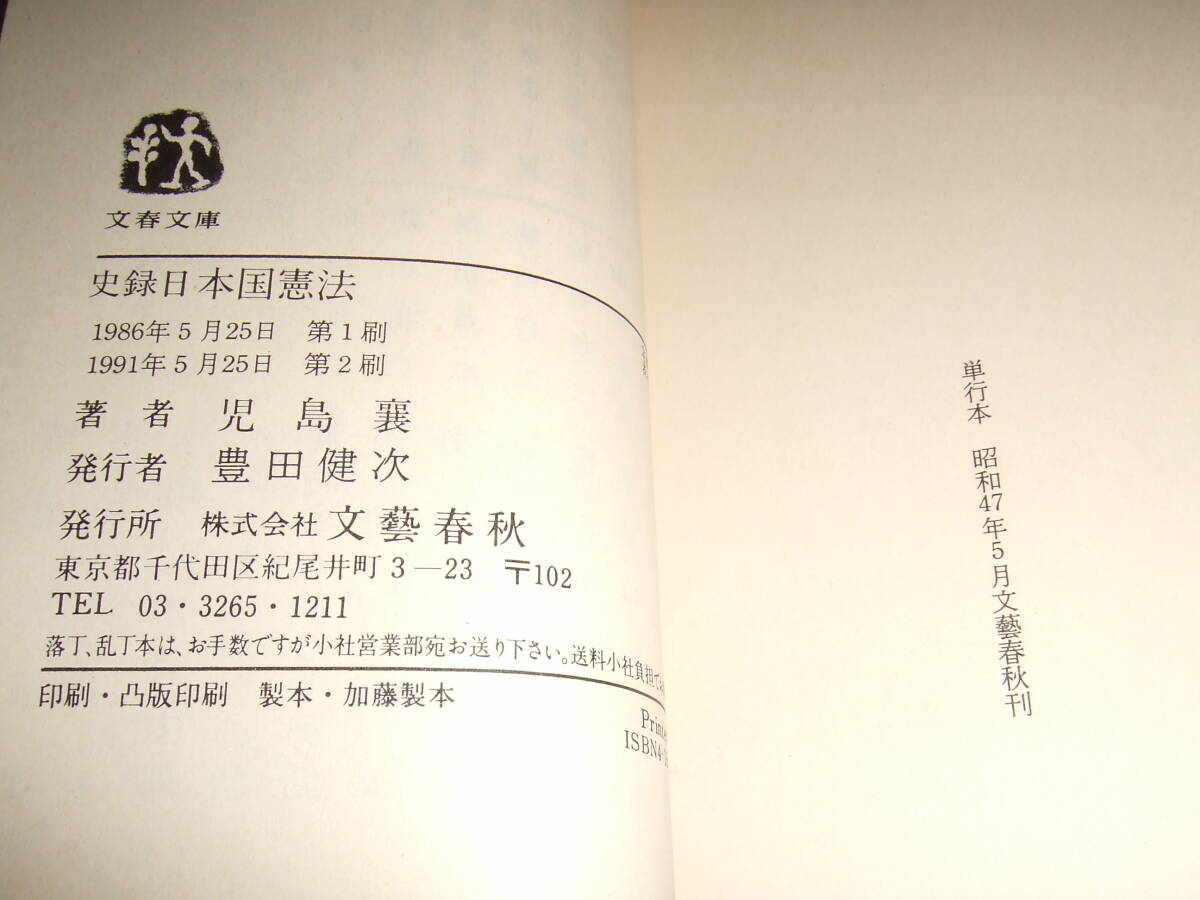 文春文庫
史録日本国憲法
1986年5月25日 第1刷
1991年5月25日 第2刷
著者 児島襄
発行者 豊田健次
発行所 株式会社 文藝春秋
東京都千代田区紀尾井町3—23 〒102
TEL 03・3265・1211
落丁、乱丁本は、お手数ですが小社営業部宛お送り下さい。送料小社負担で
印刷・凸版印刷 製本・加藤製本
Printe
ISBN4-
単行本 昭和47年5月文藝春秋刊